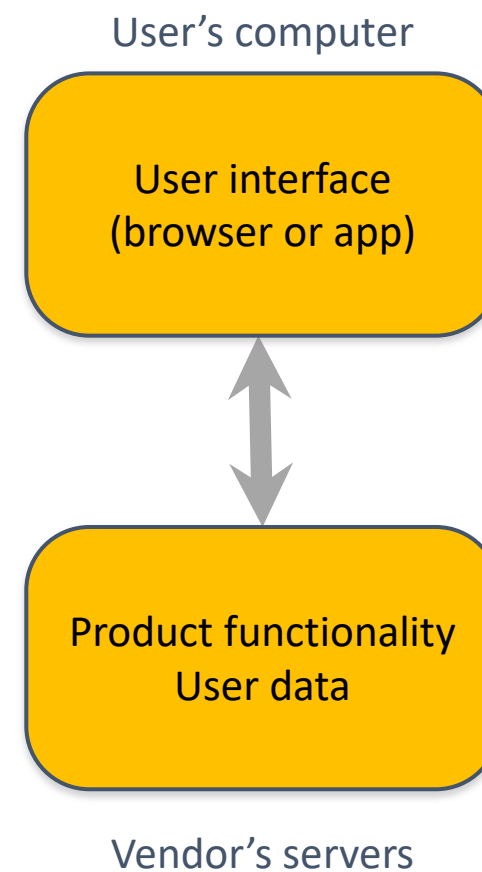 User’s computer
User interface
(browser or app)
Product functionality
User data
Vendor’s servers